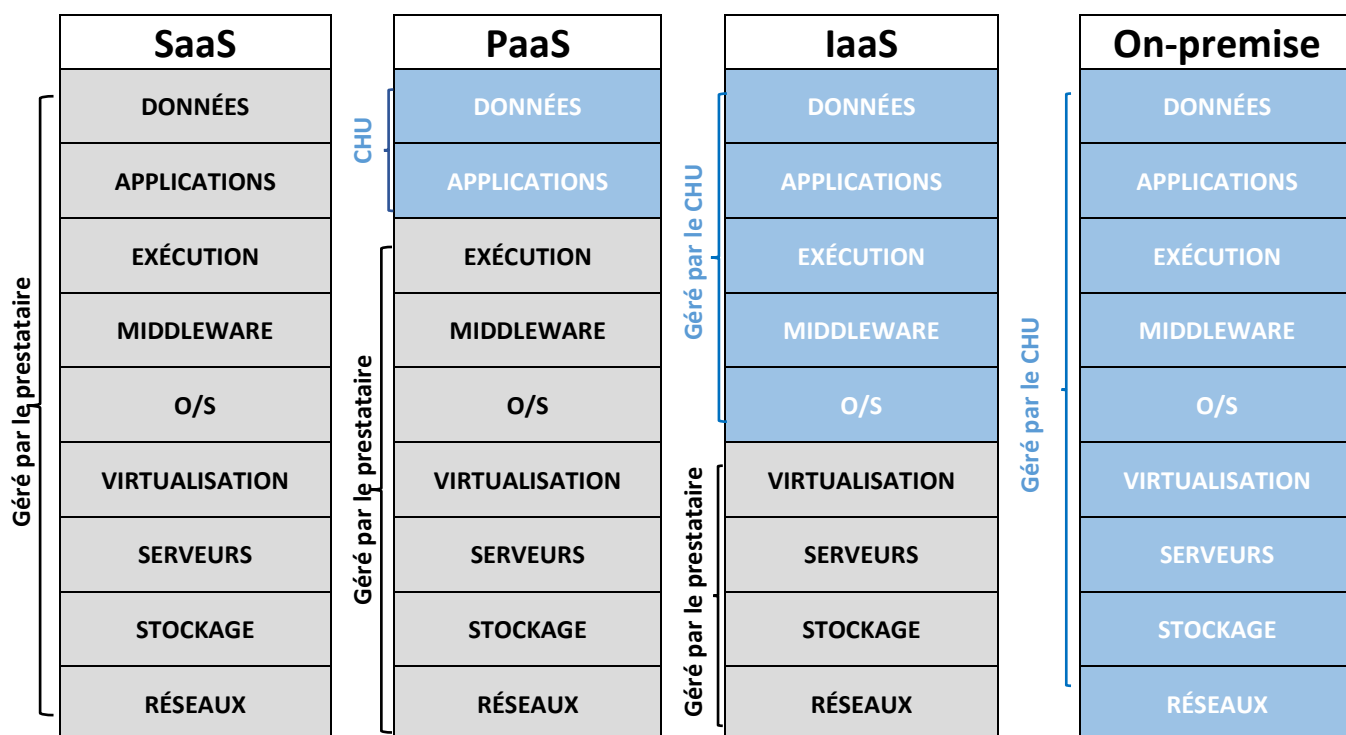 SaaS
DONNÉES
APPLICATIONS
EXÉCUTION
MIDDLEWARE
O/S
VIRTUALISATION
SERVEURS
STOCKAGE
RÉSEAUX
Géré par le prestataire
PaaS
DONNÉES
APPLICATIONS
EXÉCUTION
MIDDLEWARE
O/S
VIRTUALISATION
SERVEURS
STOCKAGE
RÉSEAUX
CHU
Géré par le prestataire
IaaS
DONNÉES
APPLICATIONS
EXÉCUTION
MIDDLEWARE
O/S
VIRTUALISATION
SERVEURS
STOCKAGE
RÉSEAUX
Géré par le CHU
Géré par le prestataire
On-premise
DONNÉES
APPLICATIONS
EXÉCUTION
MIDDLEWARE
O/S
VIRTUALISATION
SERVEURS
STOCKAGE
RÉSEAUX
Géré par le CHU